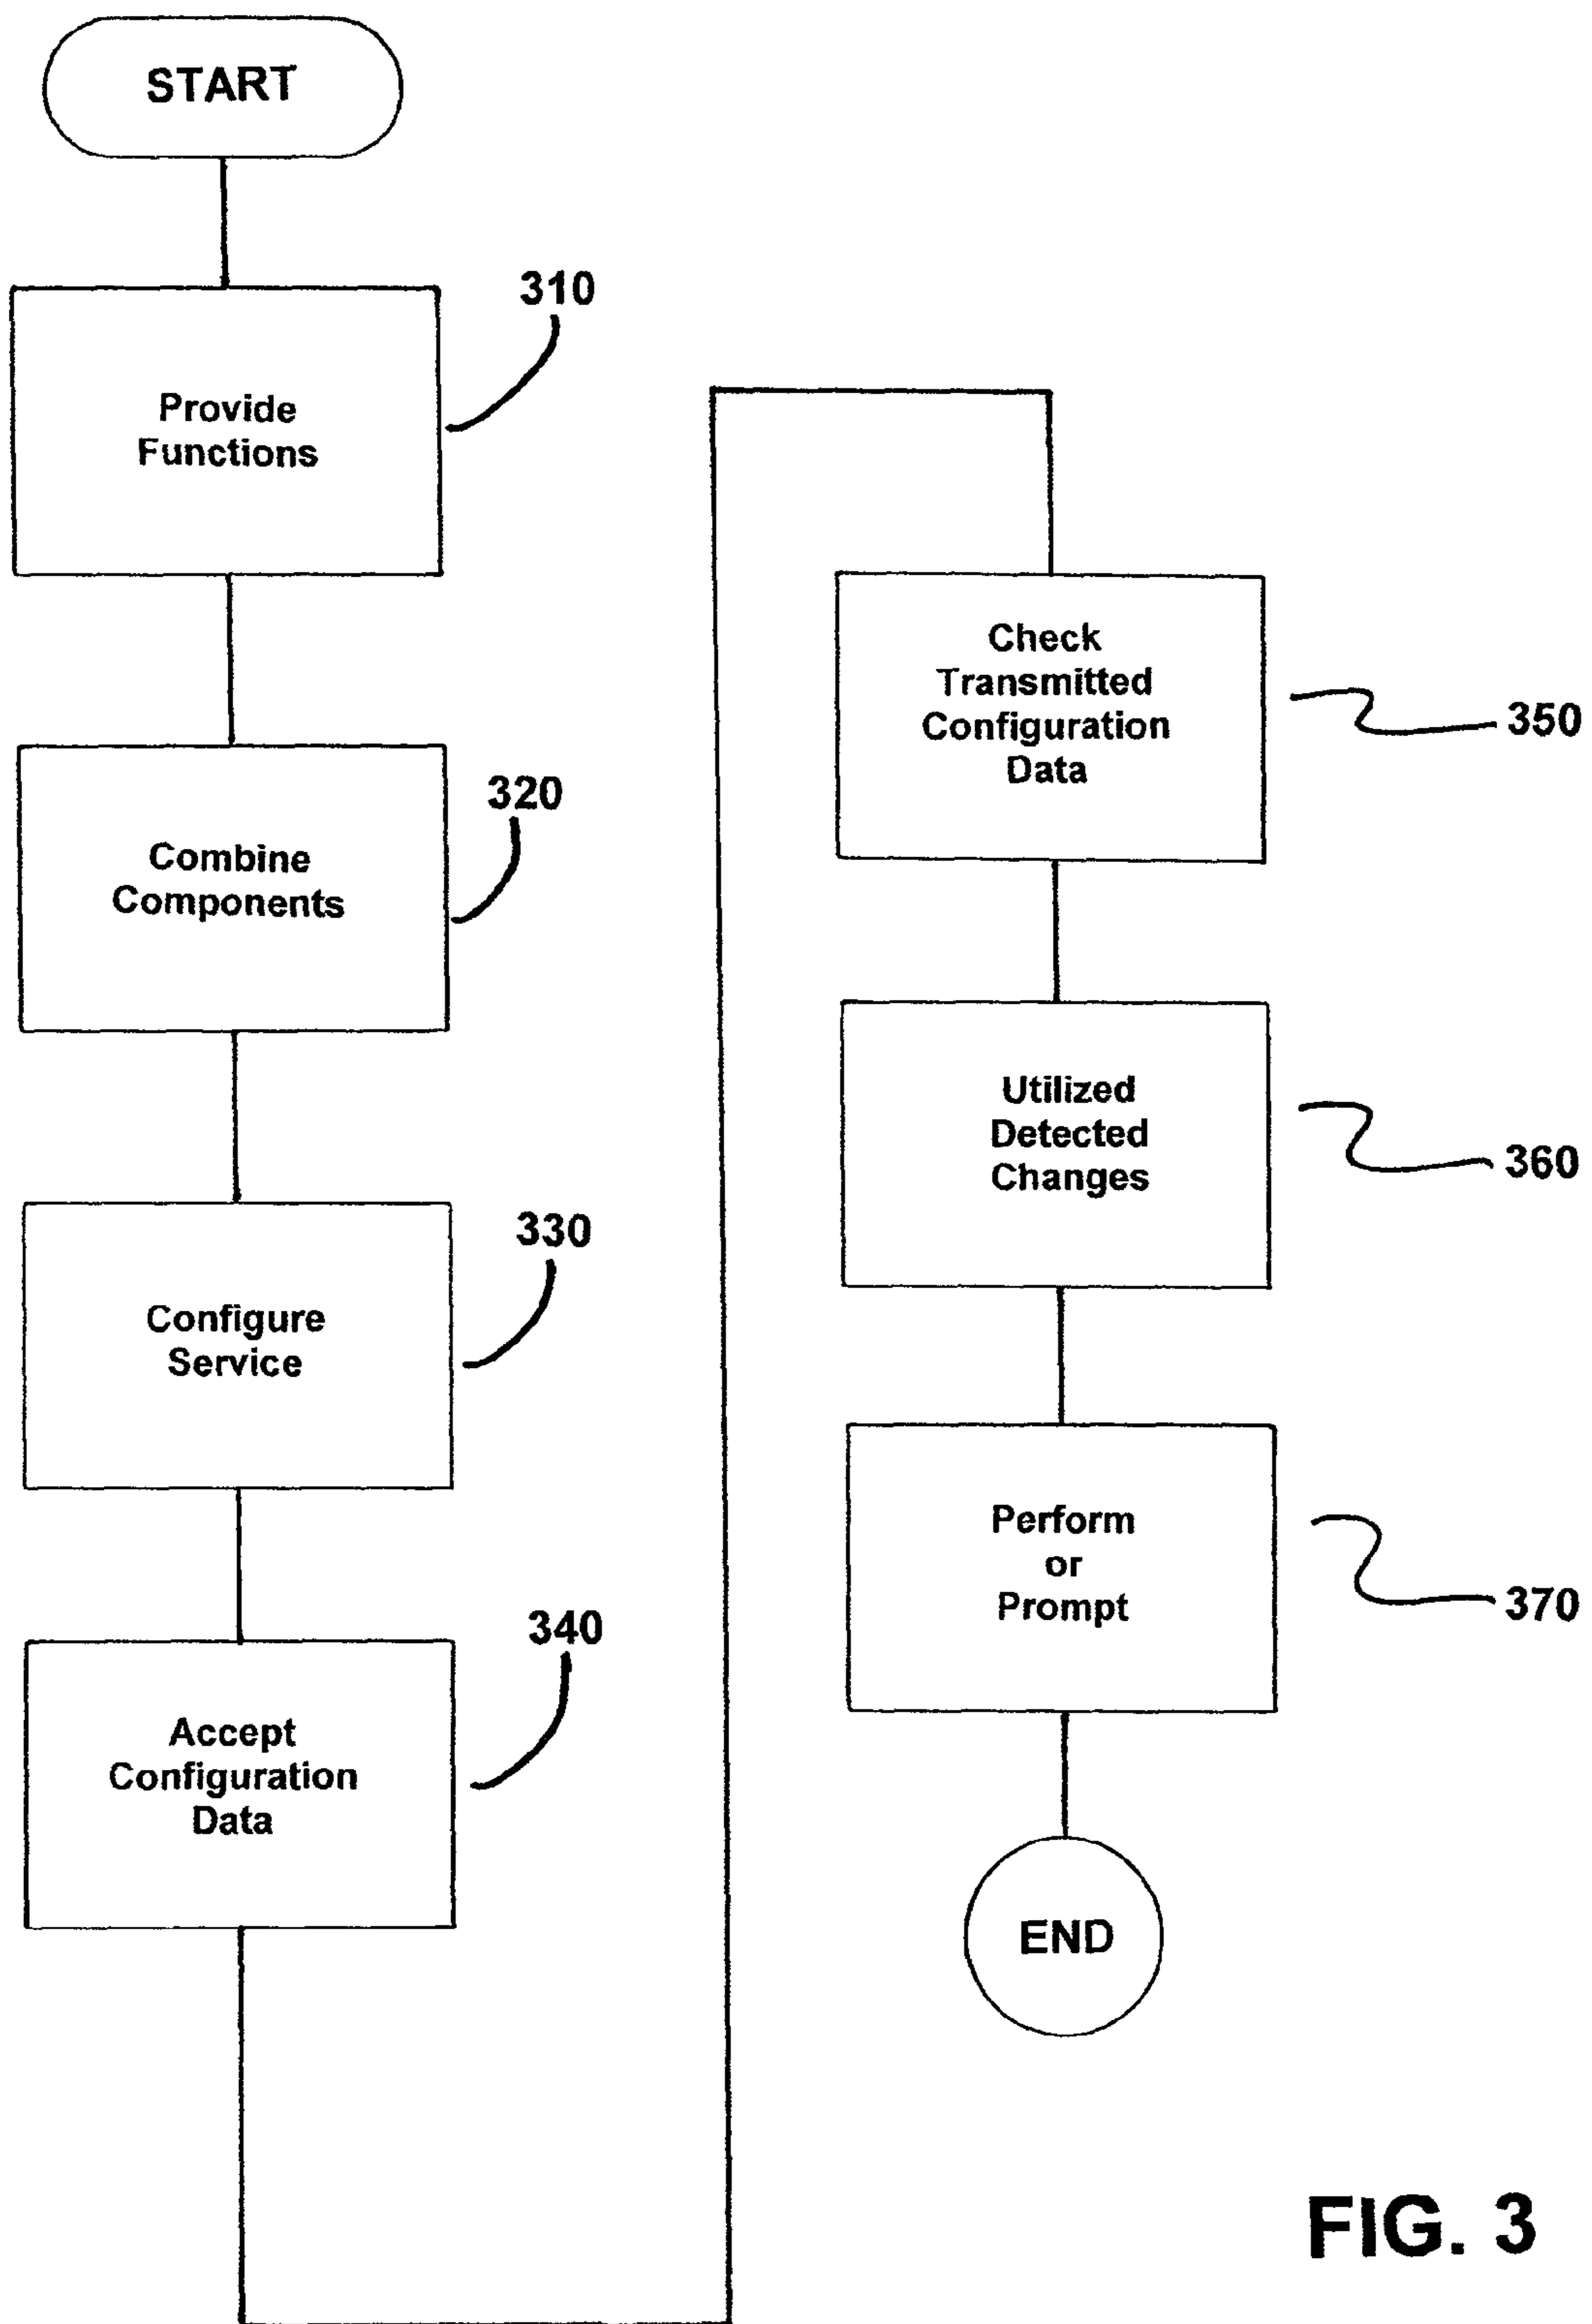 START
310
Provide
Functions
320
Combine
Components
330
Configure
Service
340
Accept
Configuration
Data
Check
Transmitted
Configuration
Data
350
Utilized
Detected
Changes
360
Perform
or
Prompt
370
END
FIG. 3